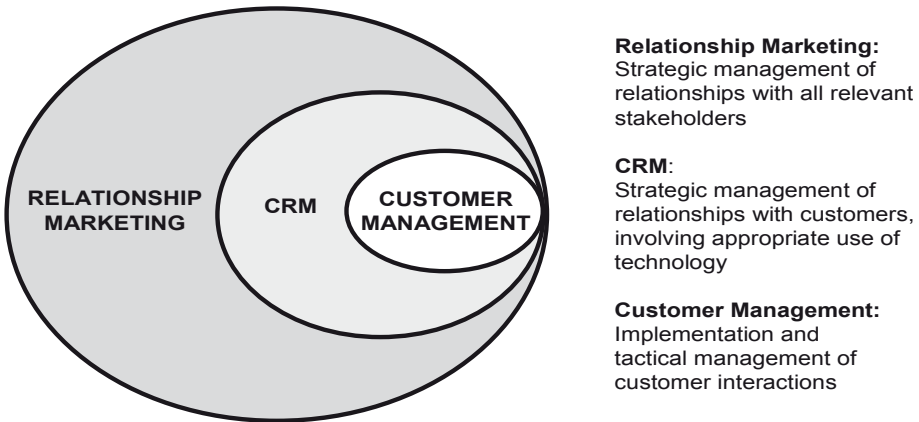 RELATIONSHIP
MARKETING
CRM
CUSTOMER
MANAGEMENT
Relationship Marketing:
Strategic management of
relationships with all relevant
stakeholders
CRM:
Strategic management of
relationships with customers,
involving appropriate use of
technology
Customer Management:
Implementation and
tactical management of
customer interactions